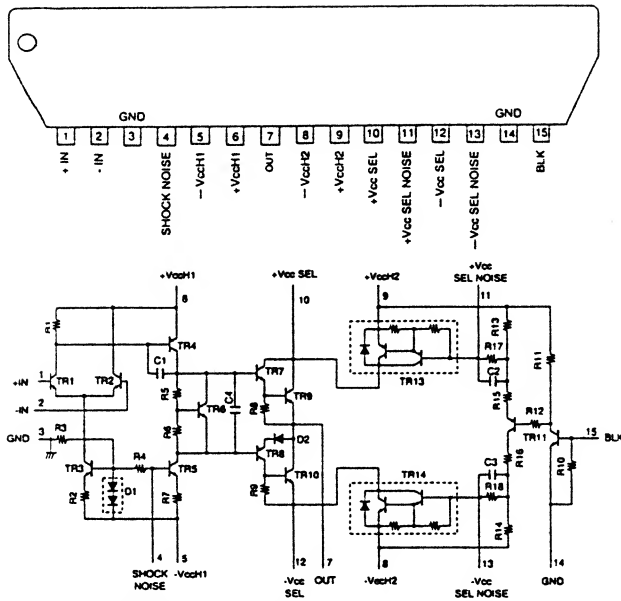 GND GND
1 2 3 4 5 6 7 8 9 10 11 12 13 14 15
+ IN
- IN
SHOCK NOISE
- VccH1
+VccH1
OUT
- VccH2
+VccH2
+Vcc SEL
+Vcc SEL NOISE
- Vcc SEL
- Vcc SEL NOISE
BLK
+VccH1
6
+Vcc SEL
10
+VccH2
9
+Vcc
SEL NOISE
11
R1
TR4
C1
+IN 1
TR1
TR2
-IN
2
GND 3 R3
R5
TR6
R6
C4
TR7
R8
TR9
D2
TR8
TR10
R9
TR13
R17
R13
R15
R11
R12
TR11
15 BLK
R10
R16
TR14
R18
R14
TR3
R4
TR5
R2
D1
R7
4
SHOCK
NOISE
5
-VccH1
12
-Vcc
SEL
7
OUT
8
-VccH2
13
-Vcc
SEL NOISE
14
GND